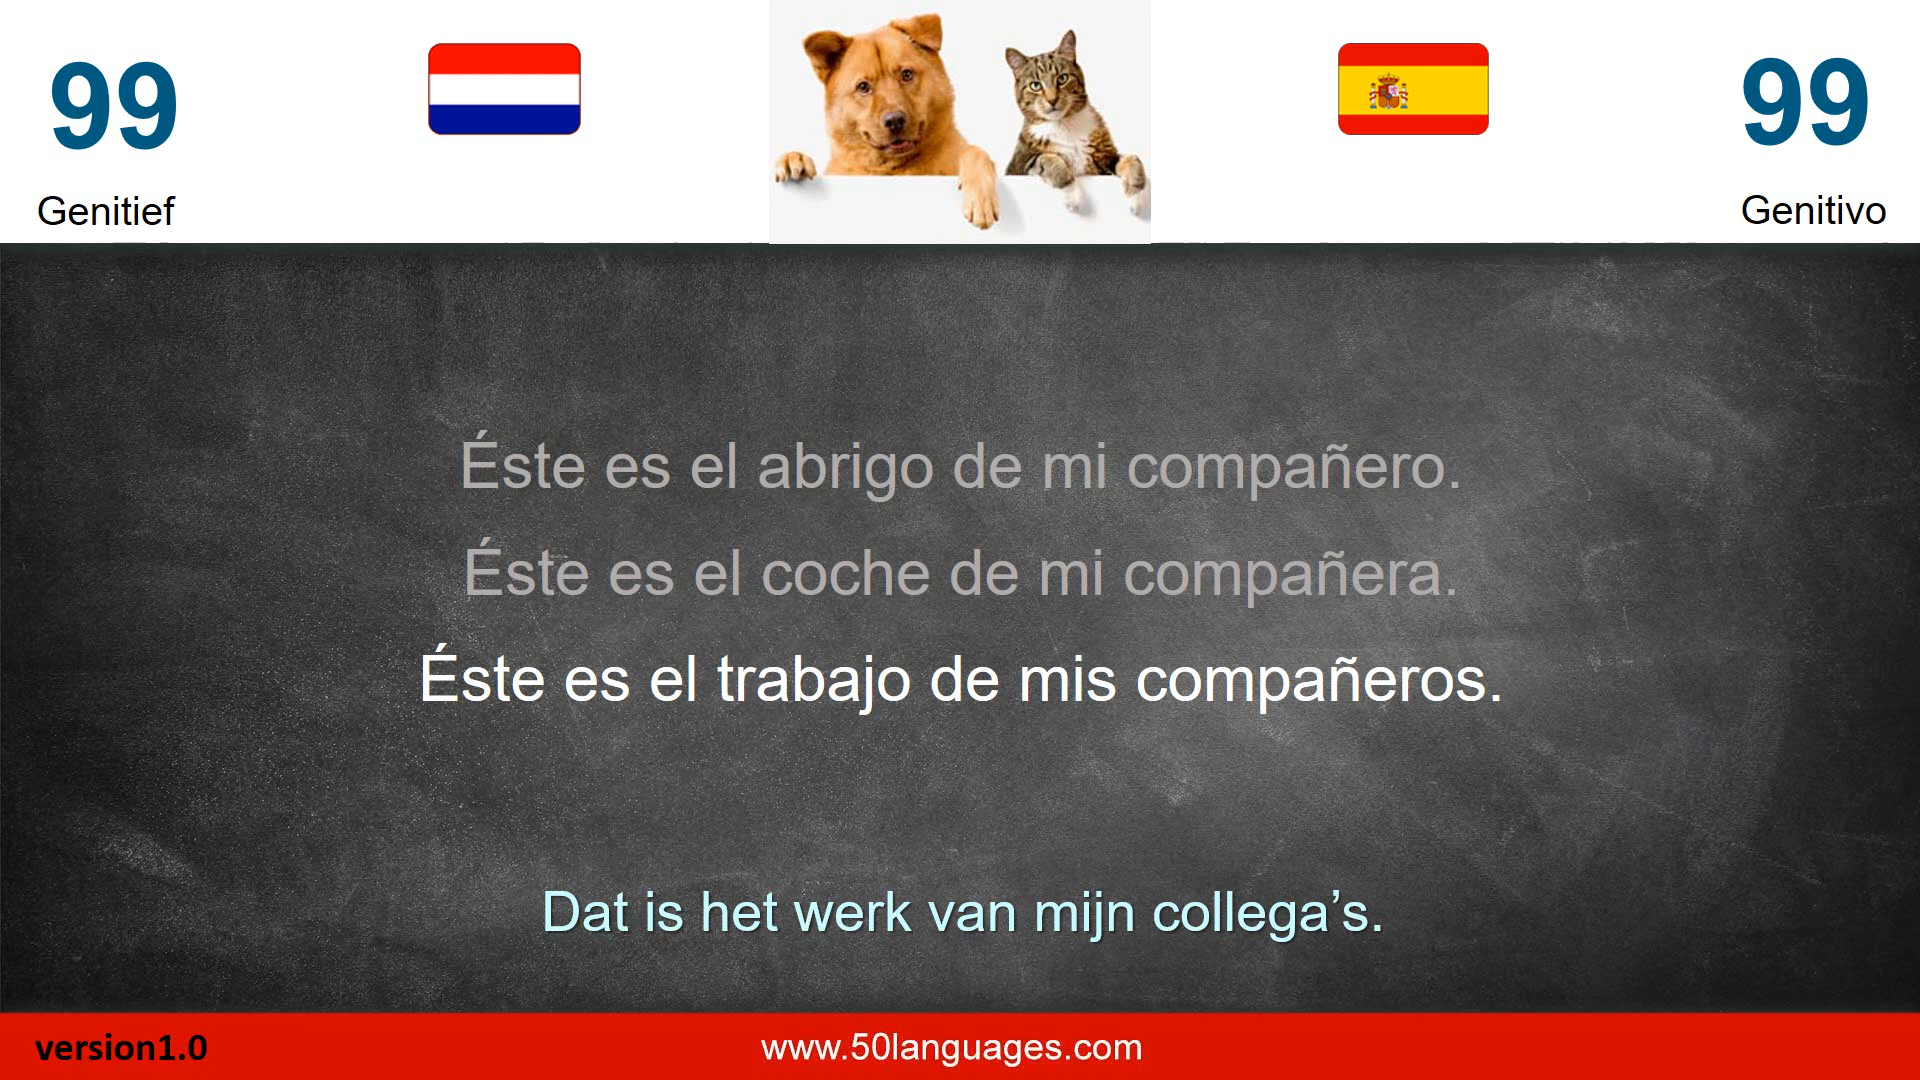 99
99
Genitief
Genitivo
Éste es el abrigo de mi compañero.
Éste es el coche de mi compañera.
Éste es el trabajo de mis compañeros.
Dat is het werk van mijn collega’s.
version1.0
www.50languages.com